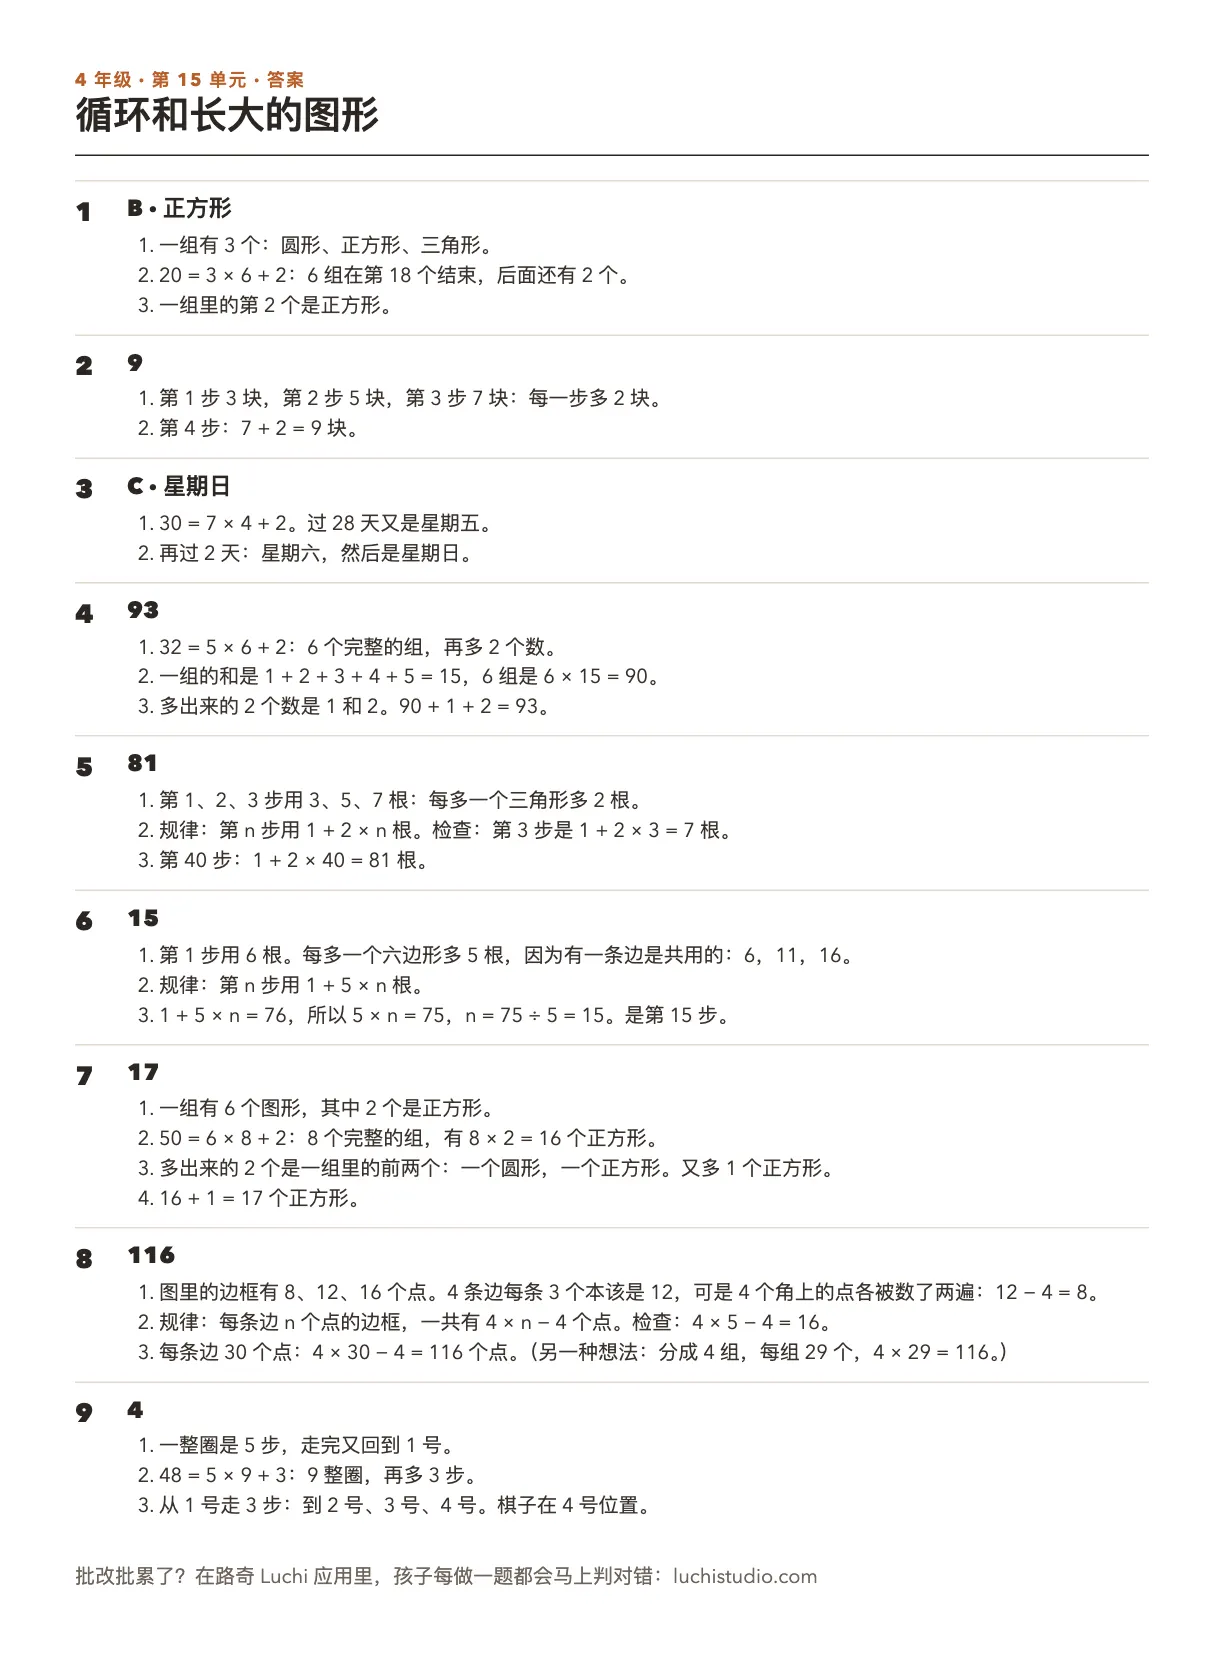 4 年级 · 第 15 单元 · 答案
循环和长大的图形
1 B · 正方形
1. 一组有 3 个：圆形、正方形、三角形。
2. 20 = 3 × 6 + 2：6 组在第 18 个结束，后面还有 2 个。
3. 一组里的第 2 个是正方形。
2 9
1. 第 1 步 3 块，第 2 步 5 块，第 3 步 7 块：每一步多 2 块。
2. 第 4 步：7 + 2 = 9 块。
3 C · 星期日
1. 30 = 7 × 4 + 2。过 28 天又是星期五。
2. 再过 2 天：星期六，然后是星期日。
4 93
1. 32 = 5 × 6 + 2：6 个完整的组，再多 2 个数。
2. 一组的和是 1 + 2 + 3 + 4 + 5 = 15，6 组是 6 × 15 = 90。
3. 多出来的 2 个数是 1 和 2。90 + 1 + 2 = 93。
5 81
1. 第 1、2、3 步用 3、5、7 根：每多一个三角形多 2 根。
2. 规律：第 n 步用 1 + 2 × n 根。检查：第 3 步是 1 + 2 × 3 = 7 根。
3. 第 40 步：1 + 2 × 40 = 81 根。
6 15
1. 第 1 步用 6 根。每多一个六边形多 5 根，因为有一条边是共用的：6，11，16。
2. 规律：第 n 步用 1 + 5 × n 根。
3. 1 + 5 × n = 76，所以 5 × n = 75，n = 75 ÷ 5 = 15。是第 15 步。
7 17
1. 一组有 6 个图形，其中 2 个是正方形。
2. 50 = 6 × 8 + 2：8 个完整的组，有 8 × 2 = 16 个正方形。
3. 多出来的 2 个是一组里的前两个：一个圆形，一个正方形。又多 1 个正方形。
4. 16 + 1 = 17 个正方形。
8 116
1. 图里的边框有 8、12、16 个点。4 条边每条 3 个本该是 12，可是 4 个角上的点各被数了两遍：12 − 4 = 8。
2. 规律：每条边 n 个点的边框，一共有 4 × n − 4 个点。检查：4 × 5 − 4 = 16。
3. 每条边 30 个点：4 × 30 − 4 = 116 个点。（另一种想法：分成 4 组，每组 29 个，4 × 29 = 116。）
9 4
1. 一整圈是 5 步，走完又回到 1 号。
2. 48 = 5 × 9 + 3：9 整圈，再多 3 步。
3. 从 1 号走 3 步：到 2 号、3 号、4 号。棋子在 4 号位置。
批改批累了？在路奇 Luchi 应用里，孩子每做一题都会马上判对错：luchistudio.com